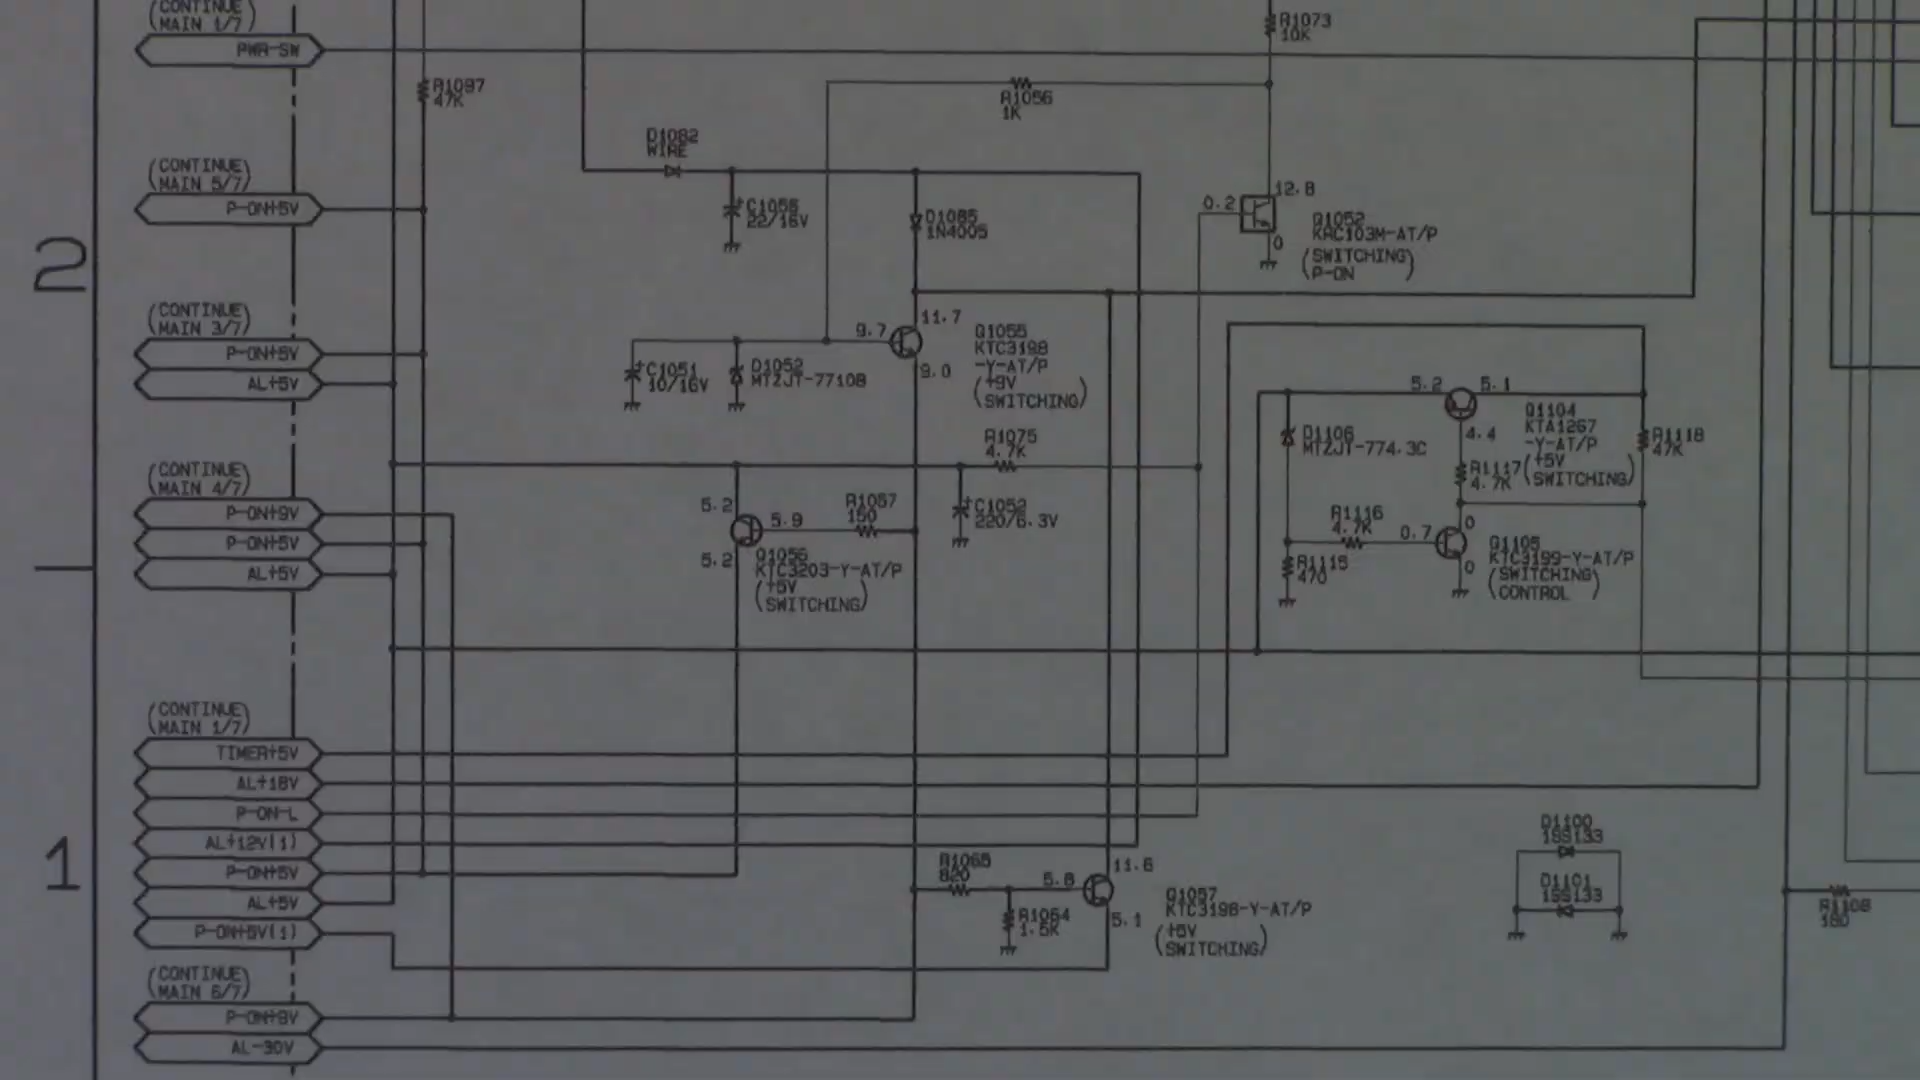 (CONTINUE
MAIN 1/7)
PWR-SW
R1097
47K
R1073
10K
R1056
1K
D1082
WIRE
(CONTINUE
MAIN 5/7)
P-ON+5V
C1056
22/16V
D1085
1N4005
0.2
12.8
0
Q1052
KRC103M-AT/P
(SWITCHING
P-ON)
2
(CONTINUE
MAIN 3/7)
P-ON+5V
AL+5V
C1051
10/16V
D1052
MTZJT-7710B
9.7
11.7
9.0
Q1055
KTC3198
-Y-AT/P
(+9V
SWITCHING)
5.2
5.1
4.4
Q1104
KTA1267
-Y-AT/P
(+5V
SWITCHING)
R1118
47K
D1106
MTZJT-774.3C
R1117
4.7K
R1075
4.7K
(CONTINUE
MAIN 4/7)
P-ON+9V
P-ON+5V
AL+5V
5.2
5.9
5.2
R1067
150
Q1056
KTC3203-Y-AT/P
(+5V
SWITCHING)
C1052
220/6.3V
R1116
4.7K
0.7
0
0
R1115
470
Q1105
KTC3199-Y-AT/P
(SWITCHING
CONTROL)
(CONTINUE
MAIN 1/7)
TIMER+5V
AL+18V
P-ON-L
AL+12V(1)
P-ON+5V
AL+5V
P-ON+5V(1)
1
R1065
820
R1064
1.5K
5.8
11.6
5.1
Q1057
KTC3198-Y-AT/P
(+5V
SWITCHING)
D1100
1SS133
D1101
1SS133
R1108
180
(CONTINUE
MAIN 6/7)
P-ON+9V
AL-30V